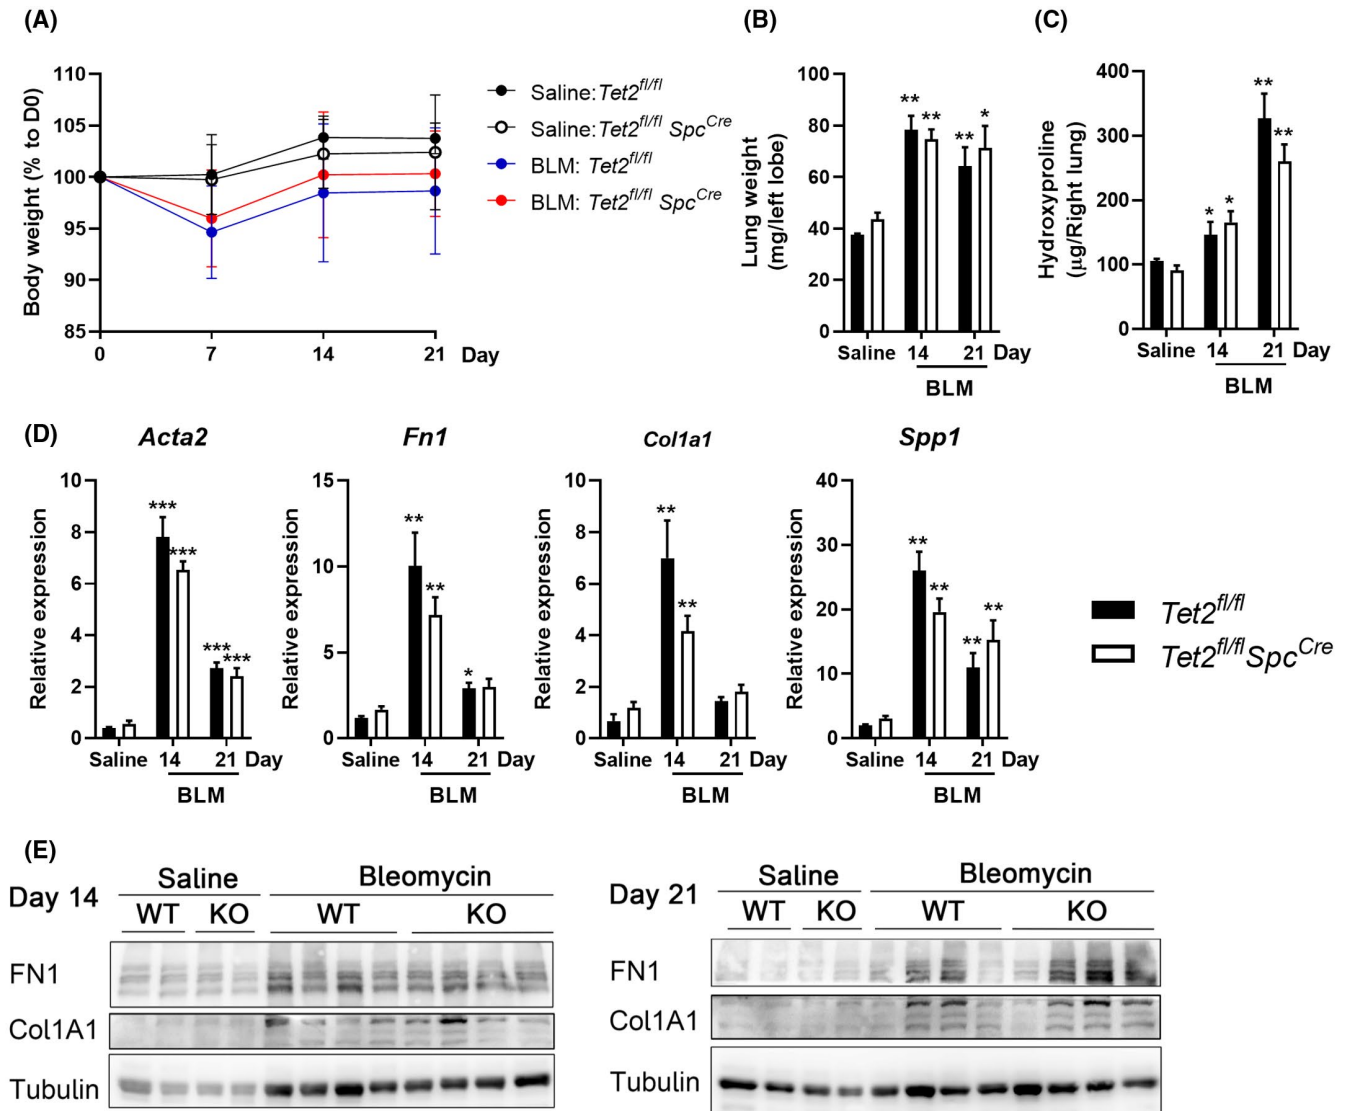 (A)
110
105
100
95
90
85
Body weight (% to D0)
0 7 14 21 Day
Saline: Tet2fl/fl
Saline: Tet2fl/fl SpcCre
BLM: Tet2fl/fl
BLM: Tet2fl/fl SpcCre
(B)
100
80
60
40
20
0
Lung weight
(mg/left lobe)
** ** ** *
Saline 14 21 Day
BLM
(C)
400
300
200
100
0
Hydroxyproline
(μg/Right lung)
* * ** **
Saline 14 21 Day
BLM
(D)
Acta2
10
8
6
4
2
0
Relative expression
*** *** *** ***
Saline 14 21 Day
BLM
Fn1
15
10
5
0
Relative expression
** ** *
Saline 14 21 Day
BLM
Col1a1
10
8
6
4
2
0
Relative expression
** **
Saline 14 21 Day
BLM
Spp1
40
30
20
10
0
Relative expression
** ** ** **
Saline 14 21 Day
BLM
Tet2fl/fl
Tet2fl/fl SpcCre
(E)
Day 14
Saline Bleomycin
WT KO WT KO
FN1
Col1A1
Tubulin
Day 21
Saline Bleomycin
WT KO WT KO
FN1
Col1A1
Tubulin